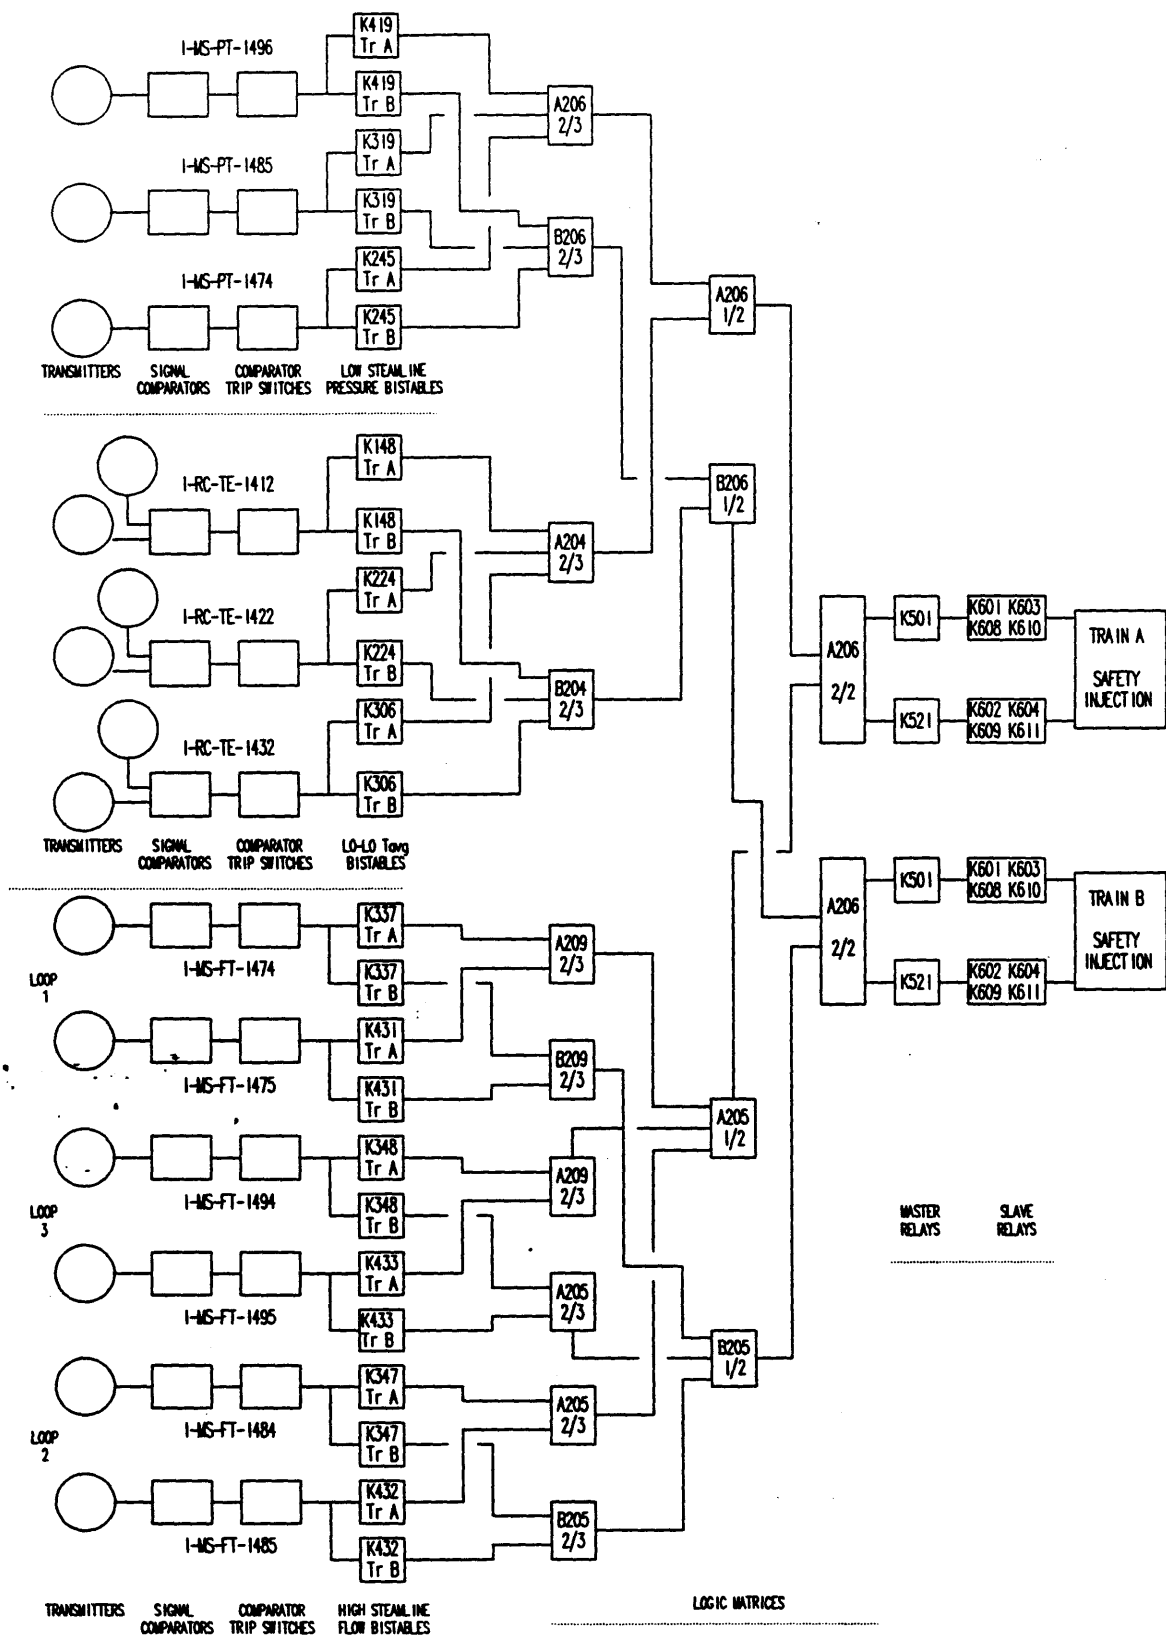 I-MS-PT-1496
K419
Tr A
K419
Tr B
A206
2/3
I-MS-PT-1485
K319
Tr A
K319
Tr B
B206
2/3
I-MS-PT-1474
K245
Tr A
K245
Tr B
A206
1/2
TRANSMITTERS
SIGNAL
COMPARATORS
COMPARATOR
TRIP SWITCHES
LOW STEAMLINE
PRESSURE BISTABLES
I-RC-TE-1412
K148
Tr A
K148
Tr B
A204
2/3
B206
1/2
I-RC-TE-1422
K224
Tr A
K224
Tr B
B204
2/3
I-RC-TE-1432
K306
Tr A
K306
Tr B
TRANSMITTERS
SIGNAL
COMPARATORS
COMPARATOR
TRIP SWITCHES
LO-LO Tavg
BISTABLES
A206
2/2
K501
K601 K603
K608 K610
K521
K602 K604
K609 K611
TRAIN A
SAFETY
INJECTION
A206
2/2
K501
K601 K603
K608 K610
K521
K602 K604
K609 K611
TRAIN B
SAFETY
INJECTION
LOOP
1
I-MS-FT-1474
K337
Tr A
K337
Tr B
A209
2/3
I-MS-FT-1475
K431
Tr A
K431
Tr B
B209
2/3
A205
1/2
LOOP
3
I-MS-FT-1494
K348
Tr A
K348
Tr B
A209
2/3
I-MS-FT-1495
K433
Tr A
K433
Tr B
A205
2/3
B205
1/2
MASTER
RELAYS
SLAVE
RELAYS
LOOP
2
I-MS-FT-1484
K347
Tr A
K347
Tr B
A205
2/3
I-MS-FT-1485
K432
Tr A
K432
Tr B
B205
2/3
TRANSMITTERS
SIGNAL
COMPARATORS
COMPARATOR
TRIP SWITCHES
HIGH STEAMLINE
FLOW BISTABLES
LOGIC MATRICES